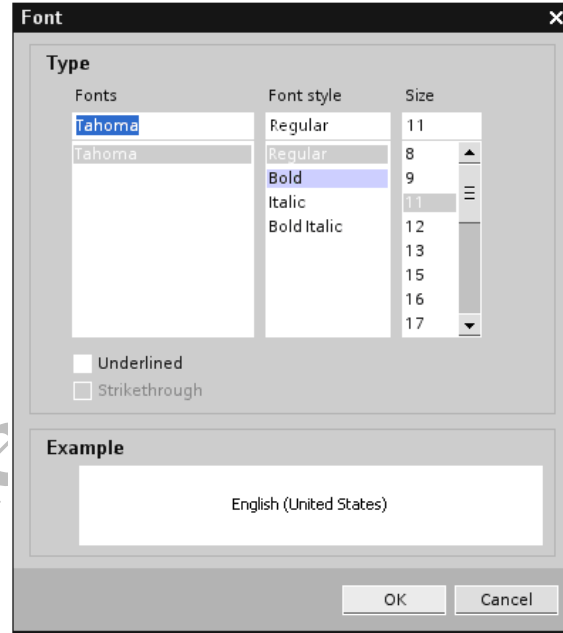 Font
Type
Fonts Font style Size
Tahoma Regular 11
Tahoma Regular 8
Bold 9
Italic 11
Bold Italic 12
13
15
16
17
Underlined
Strikethrough
Example
English (United States)
OK Cancel